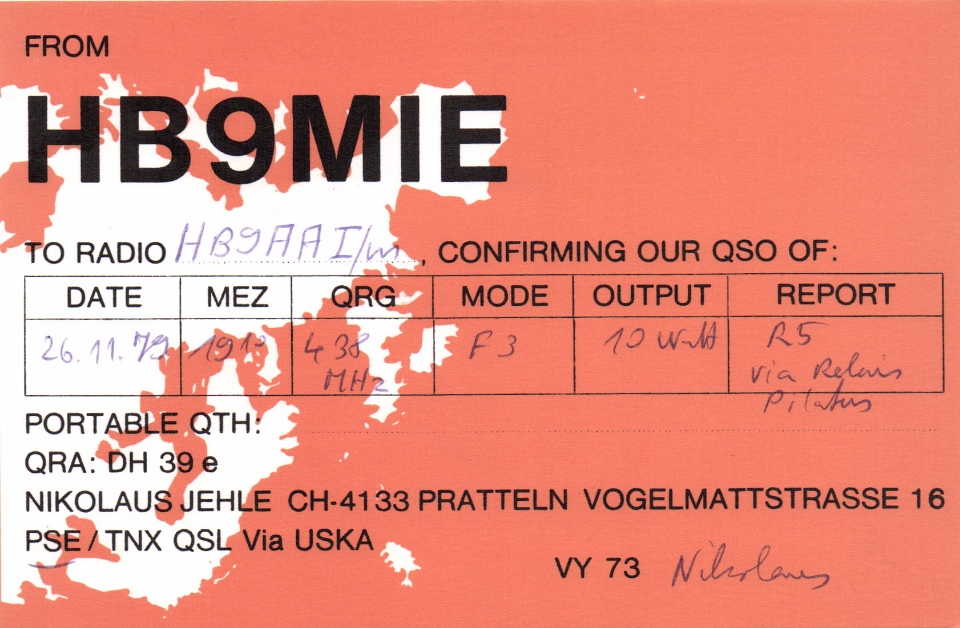 FROM
HB9MIE
TO RADIO HB9AAI/m, CONFIRMING OUR QSO OF:
DATE MEZ QRG MODE OUTPUT REPORT
26.11.79 1910 438 MHz F3 10 Watt R5 via Relais Pilatus
PORTABLE QTH:
QRA: DH 39 e
NIKOLAUS JEHLE CH-4133 PRATTELN VOGELMATTSTRASSE 16
PSE / TNX QSL Via USKA
VY 73 Nikolaus